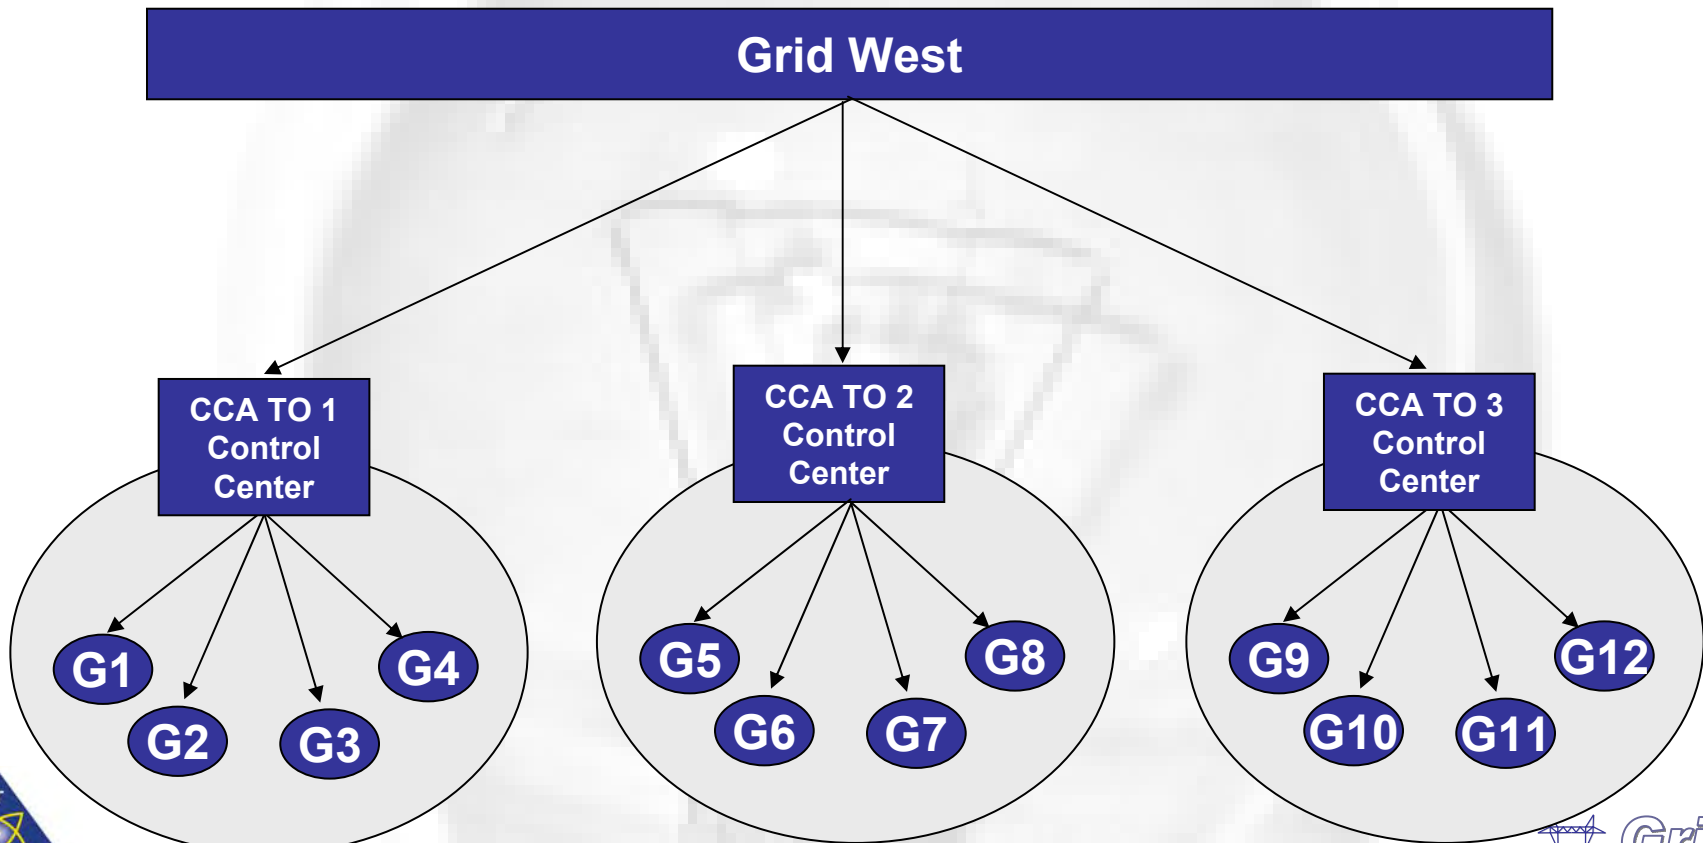 Grid West
CCA TO 1
Control
Center
CCA TO 2
Control
Center
CCA TO 3
Control
Center
G1
G2
G3
G4
G5
G6
G7
G8
G9
G10
G11
G12